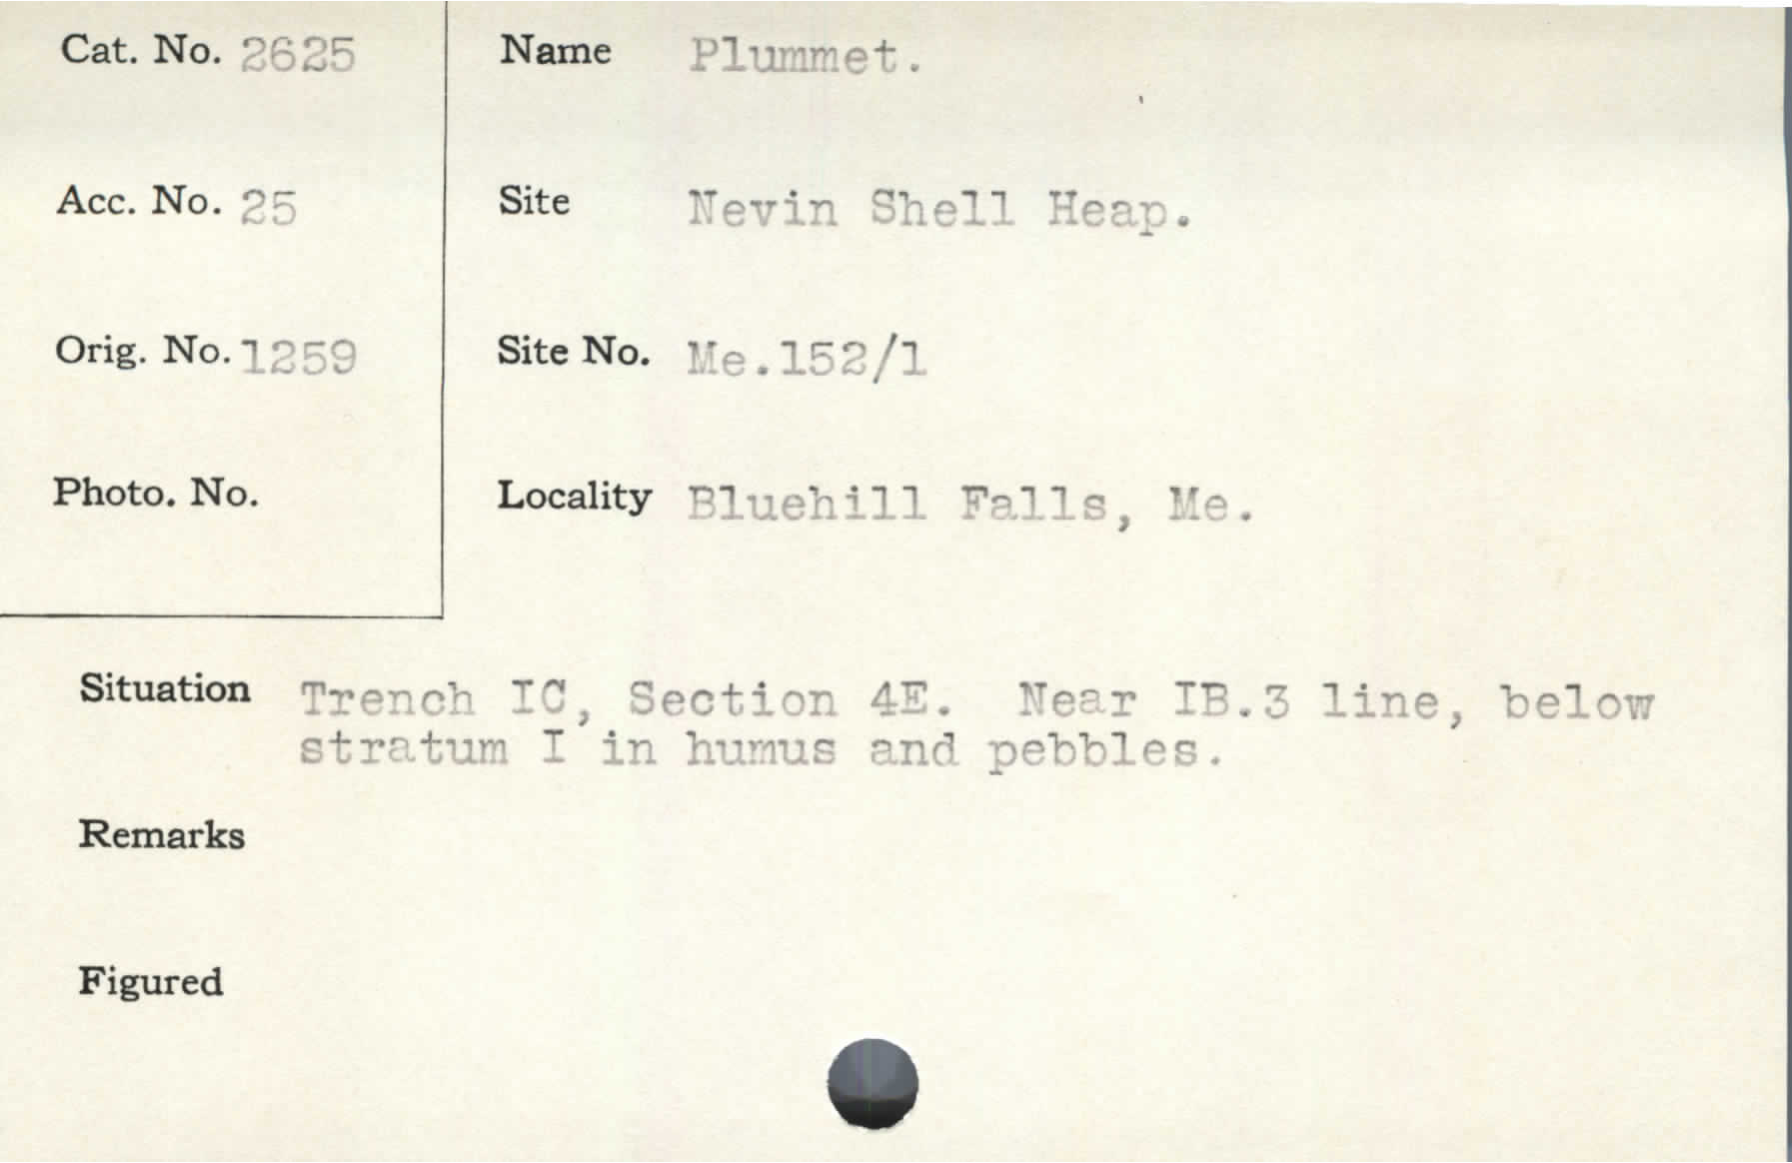 Cat. No. 2625
Name Plummet.
Acc. No. 25
Site Nevin Shell Heap.
Orig. No. 1259
Site No. Me.152/1
Photo. No.
Locality Bluehill Falls, Me.
Situation Trench IC, Section 4E. Near IB.3 line, below
stratum I in humus and pebbles.
Remarks
Figured